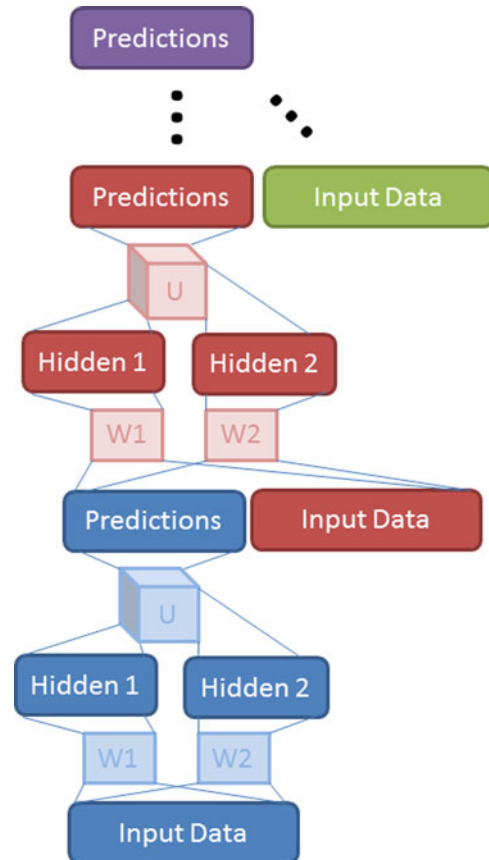 Predictions
Predictions
Input Data
U
Hidden 1
Hidden 2
W1
W2
Predictions
Input Data
U
Hidden 1
Hidden 2
W1
W2
Input Data